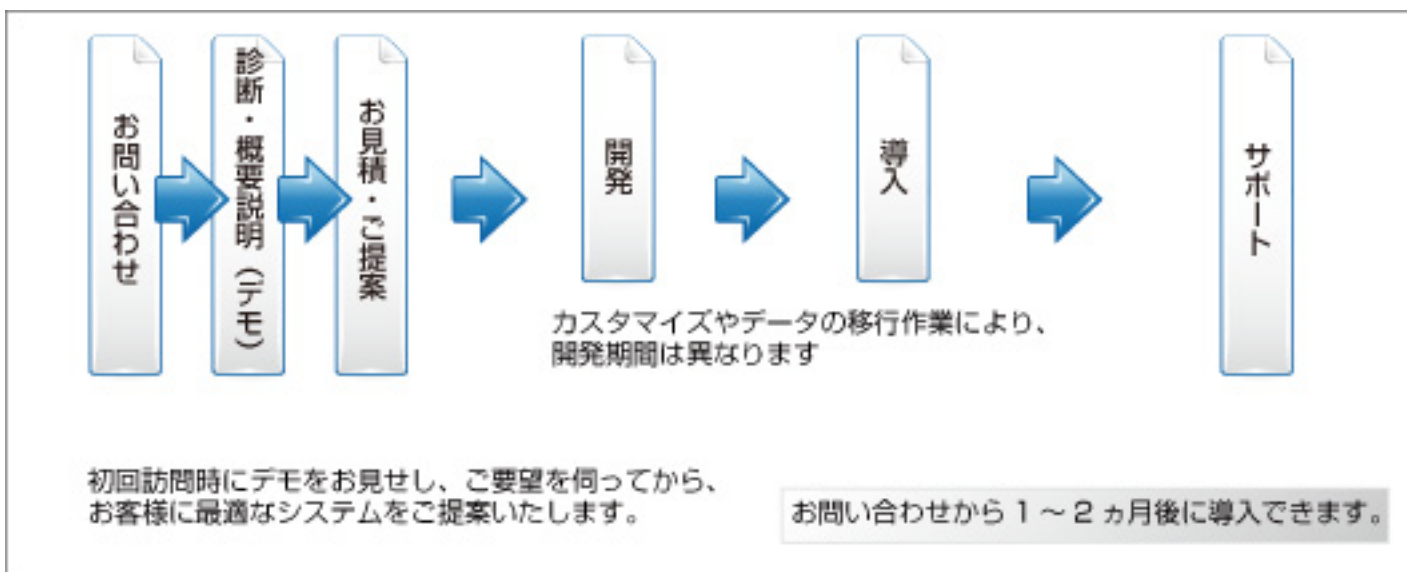 お問い合わせ
診断・概要説明（デモ）
お見積・ご提案
開発
導入
サポート
カスタマイズやデータの移行作業により、
開発期間は異なります
初回訪問時にデモをお見せし、ご要望を伺ってから、
お客様に最適なシステムをご提案いたします。
お問い合わせから 1 ～ 2 ヵ月後に導入できます。